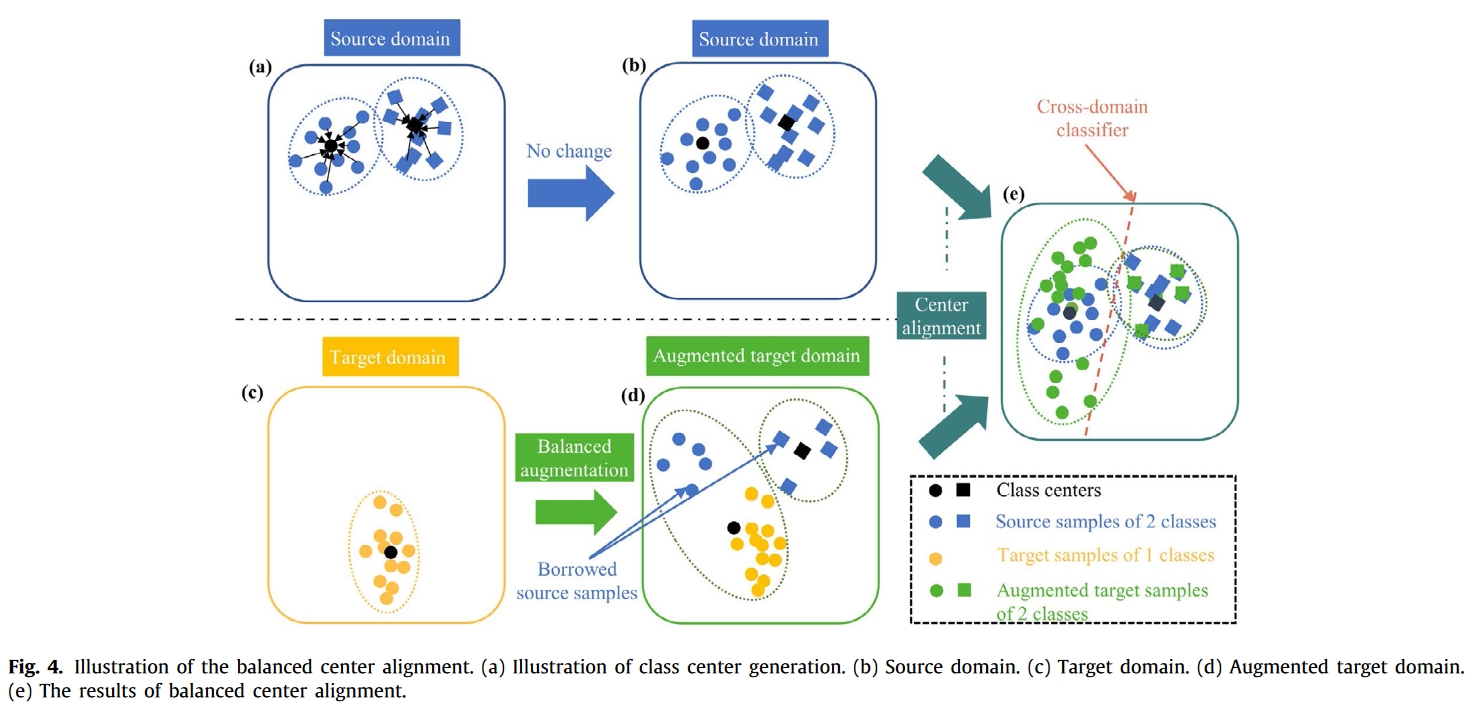 Source domain
Source domain
(a)
(b)
No change
Cross-domain
classifier
(e)
Center
alignment
Target domain
Augmented target domain
(c)
(d)
Balanced
augmentation
Borrowed
source samples
Class centers
Source samples of 2 classes
Target samples of 1 classes
Augmented target samples
of 2 classes
Fig. 4. Illustration of the balanced center alignment. (a) Illustration of class center generation. (b) Source domain. (c) Target domain. (d) Augmented target domain.
(e) The results of balanced center alignment.